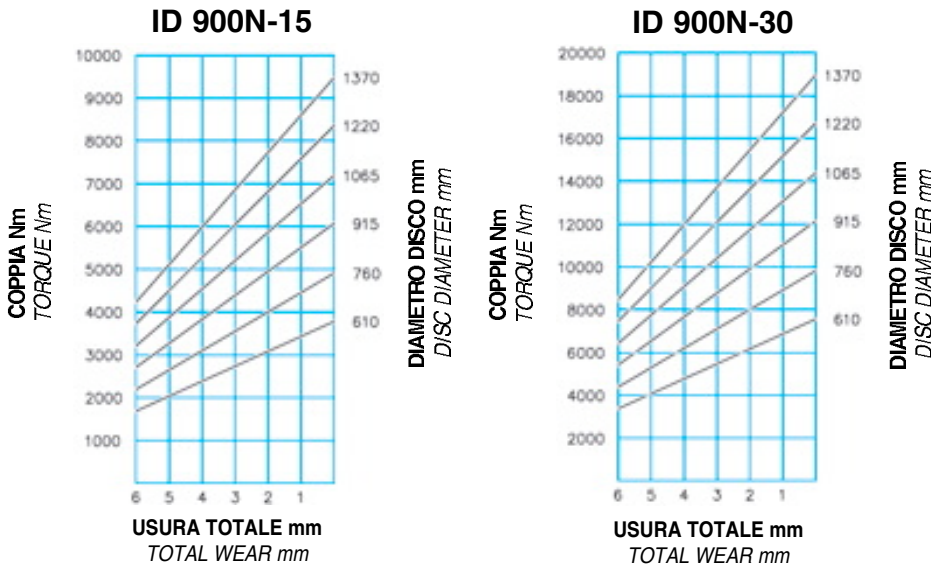 ID 900N-15
10000
9000
8000
7000
6000
5000
4000
3000
2000
1000
6 5 4 3 2 1
1370
1220
1065
915
760
610
COPPIA Nm
TORQUE Nm
DIAMETRO DISCO mm
DISC DIAMETER mm
USURA TOTALE mm
TOTAL WEAR mm
ID 900N-30
20000
18000
16000
14000
12000
10000
8000
6000
4000
2000
6 5 4 3 2 1
1370
1220
1065
915
760
610
COPPIA Nm
TORQUE Nm
DIAMETRO DISCO mm
DISC DIAMETER mm
USURA TOTALE mm
TOTAL WEAR mm